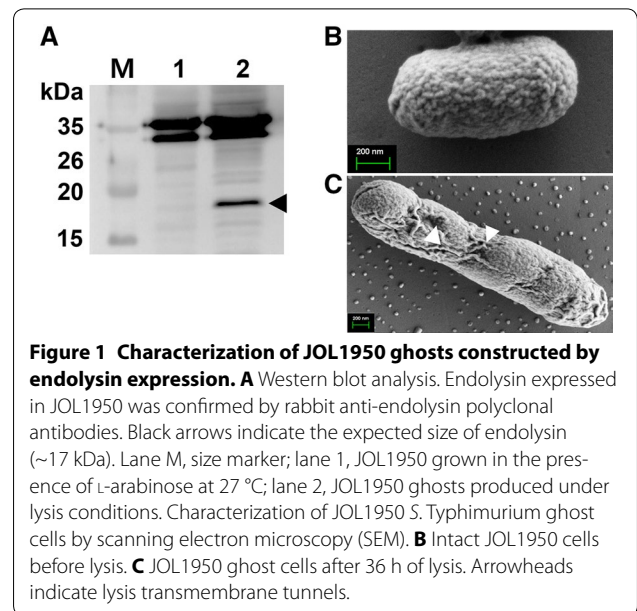 A
M 1 2
kDa
35
26
20
15
B
200 nm
C
200 nm
Figure 1 Characterization of JOL1950 ghosts constructed by
endolysin expression. A Western blot analysis. Endolysin expressed
in JOL1950 was confirmed by rabbit anti-endolysin polyclonal
antibodies. Black arrows indicate the expected size of endolysin
(~17 kDa). Lane M, size marker; lane 1, JOL1950 grown in the pres-
ence of L-arabinose at 27 °C; lane 2, JOL1950 ghosts produced under
lysis conditions. Characterization of JOL1950 S. Typhimurium ghost
cells by scanning electron microscopy (SEM). B Intact JOL1950 cells
before lysis. C JOL1950 ghost cells after 36 h of lysis. Arrowheads
indicate lysis transmembrane tunnels.